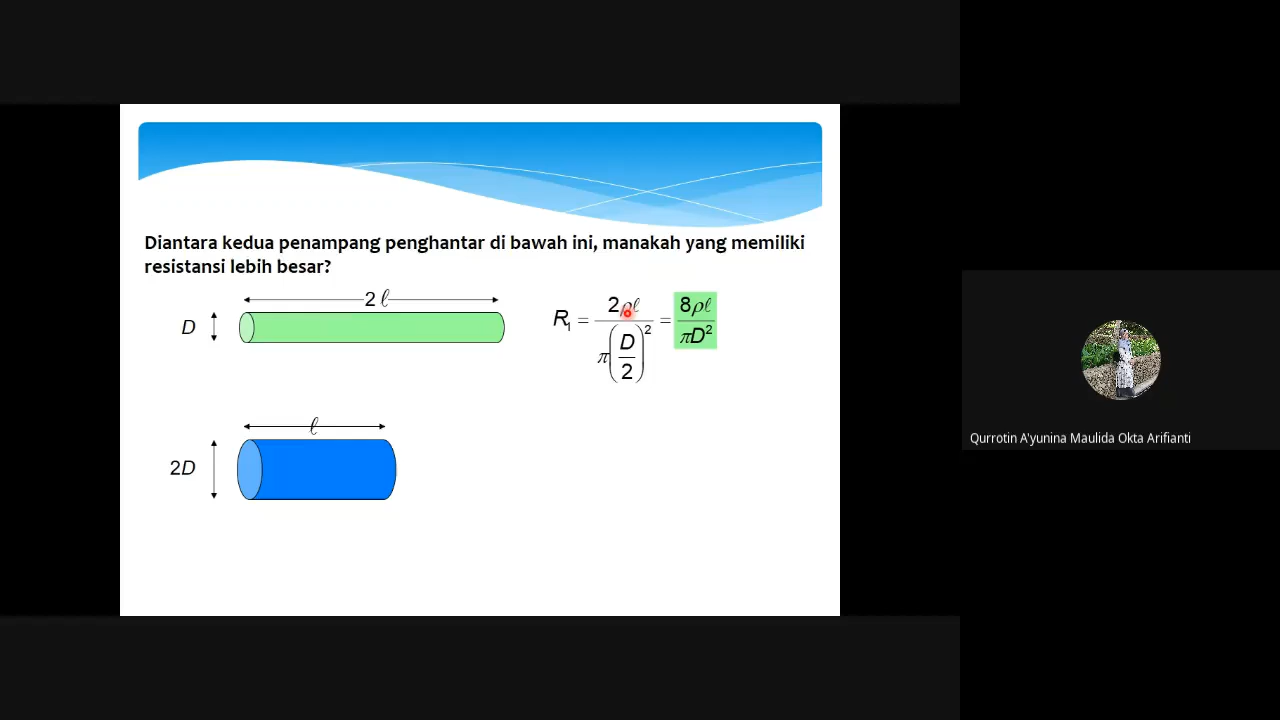 Diantara kedua penampang penghantar di bawah ini, manakah yang memiliki
resistansi lebih besar?
2 ℓ
D
R₁ = 2ρℓ / π(D/2)² = 8ρℓ / πD²
ℓ
2D
Qurrotin A'yunina Maulida Okta Arifianti